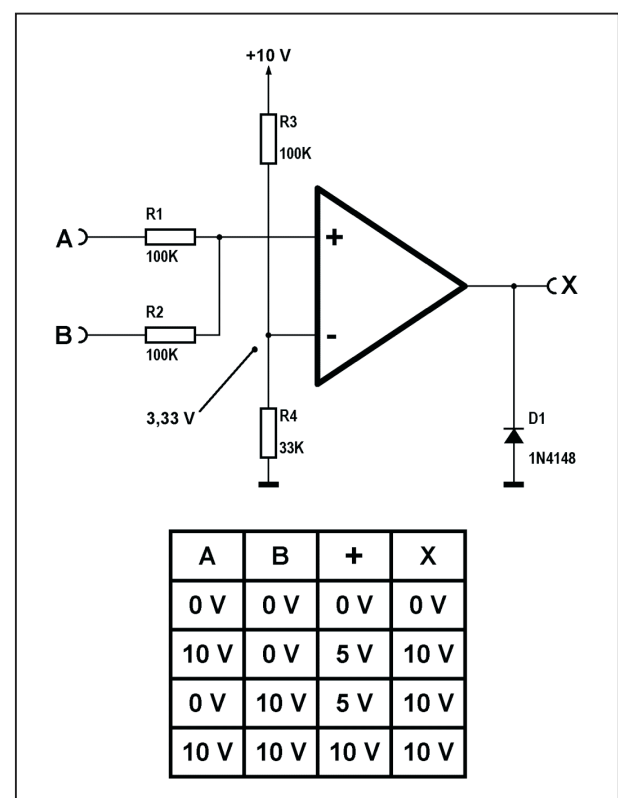 +10 V
R3
100K
R1
A
+
100K
X
R2
B
-
100K
3,33 V
R4
33K
D1
1N4148
A B + X
0 V 0 V 0 V 0 V
10 V 0 V 5 V 10 V
0 V 10 V 5 V 10 V
10 V 10 V 10 V 10 V